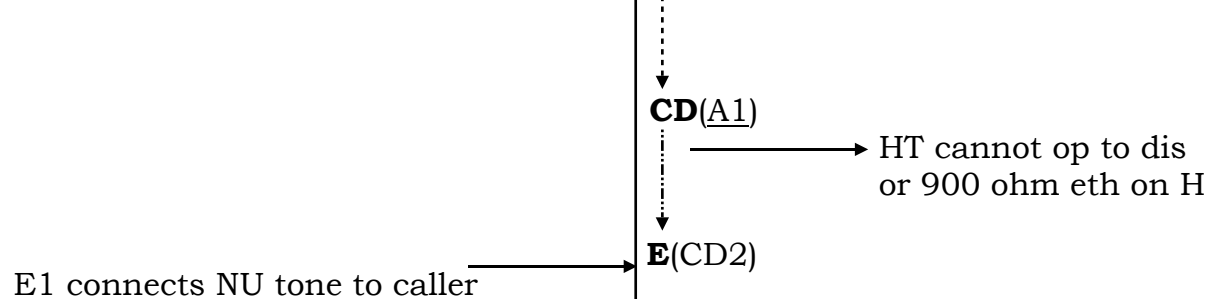 CD(A1)
HT cannot op to dis
or 900 ohm eth on H
E(CD2)
E1 connects NU tone to caller